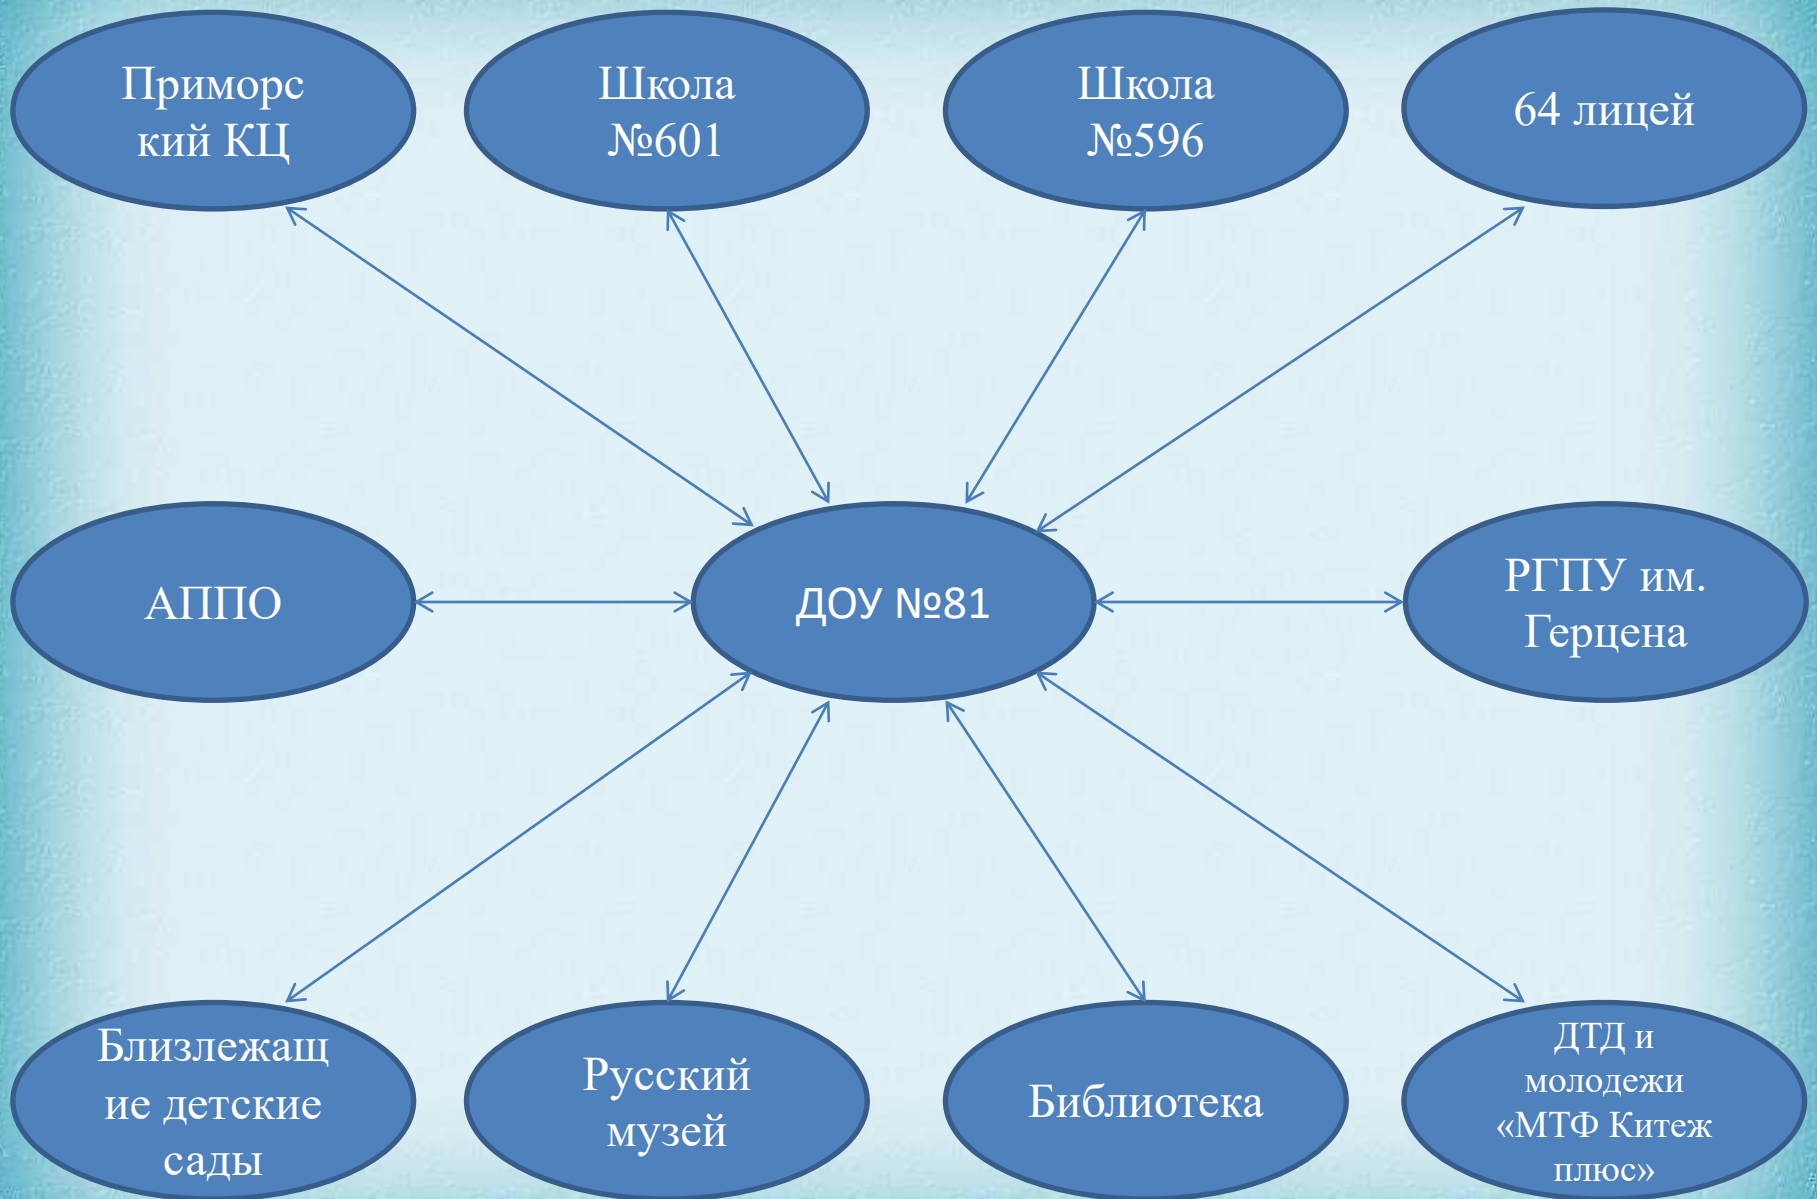 Приморс
кий КЦ
Школа
№601
Школа
№596
64 лицей
АППО
ДОУ №81
РГПУ им.
Герцена
Близлежащ
ие детские
сады
Русский
музей
Библиотека
ДТД и
молодежи
«МТФ Китеж
плюс»